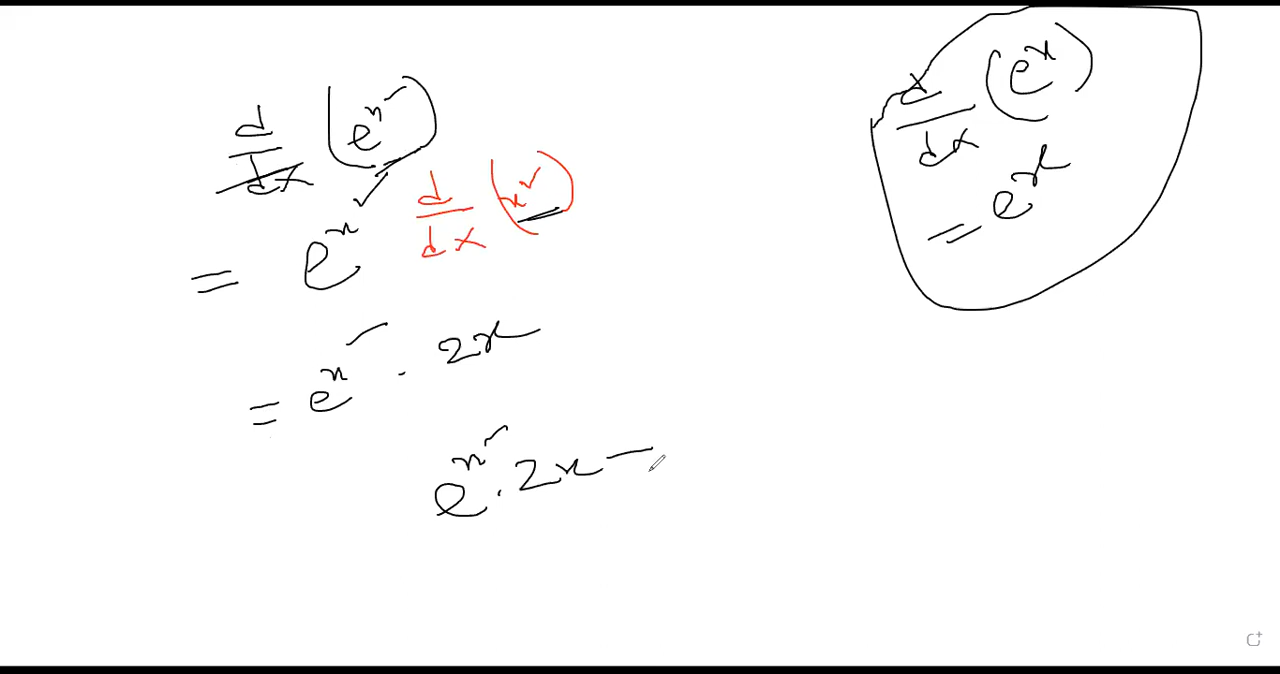 d/dx (e^x²)
= e^x² d/dx (x²)
= e^x² . 2x
e^x² . 2x –
d/dx (e^x)
= e^x